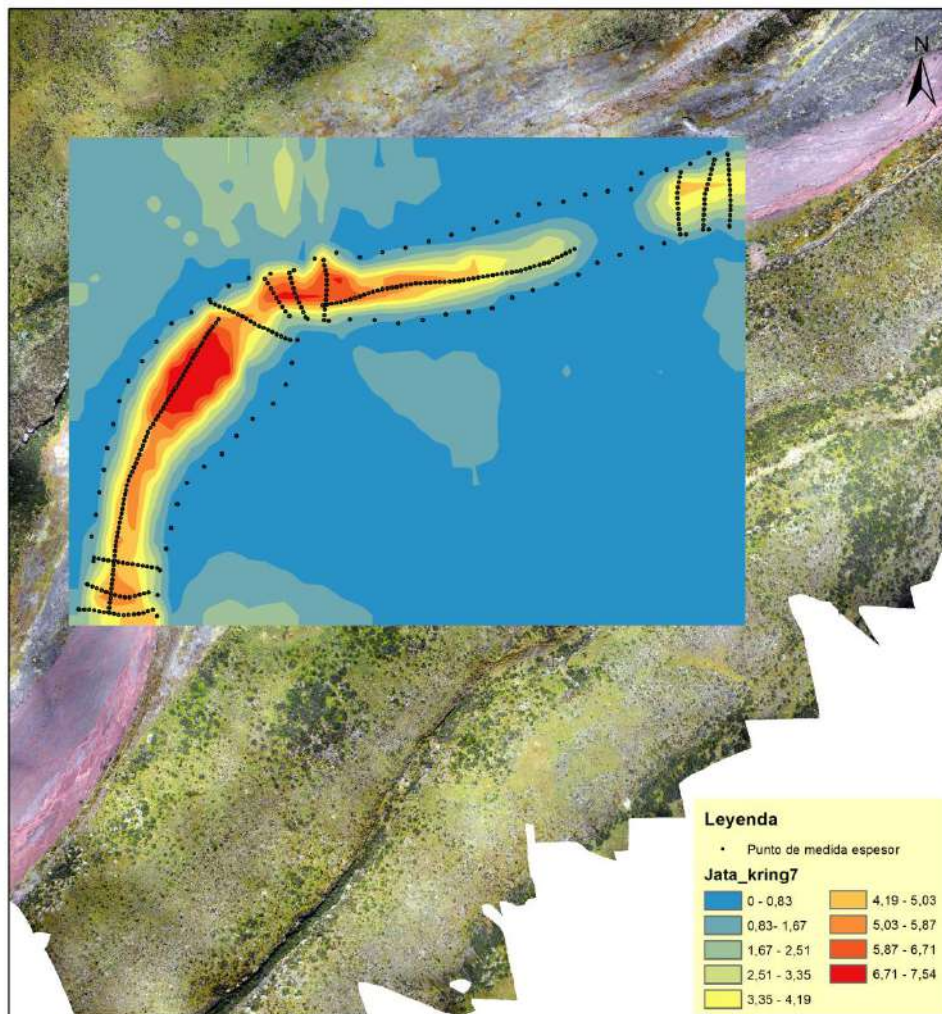 N
Leyenda
Punto de medida espesor
Jata_kring7
0 - 0,83
0,83- 1,67
1,67 - 2,51
2,51 - 3,35
3,35 - 4,19
4,19 - 5,03
5,03 - 5,87
5,87 - 6,71
6,71 - 7,54